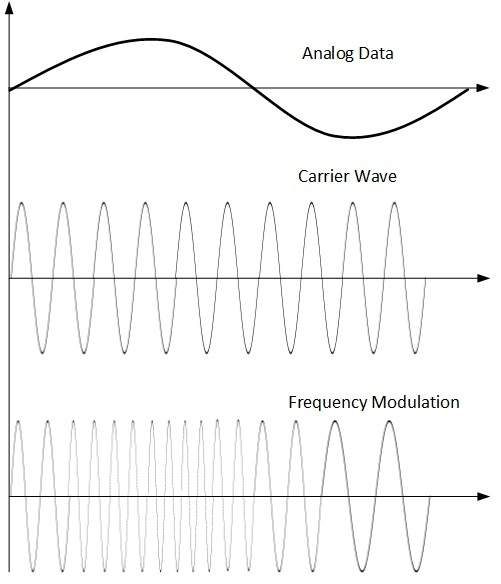 Analog Data
Carrier Wave
Frequency Modulation